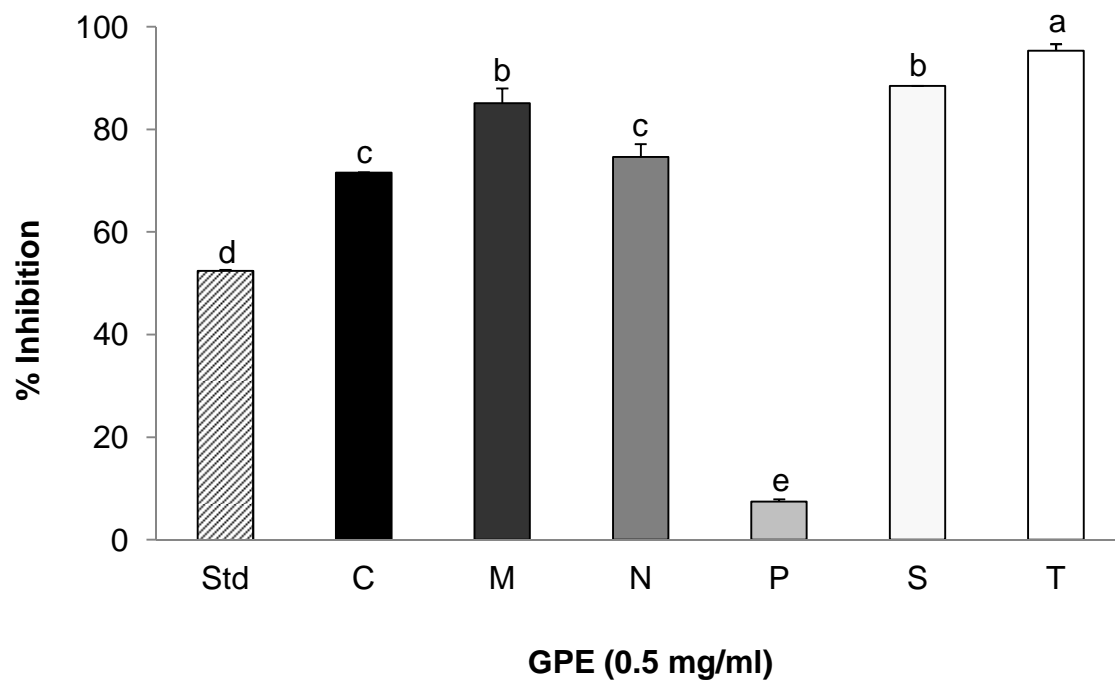 100
80
60
40
20
0
% Inhibition
d
c
b
c
e
b
a
Std C M N P S T
GPE (0.5 mg/ml)